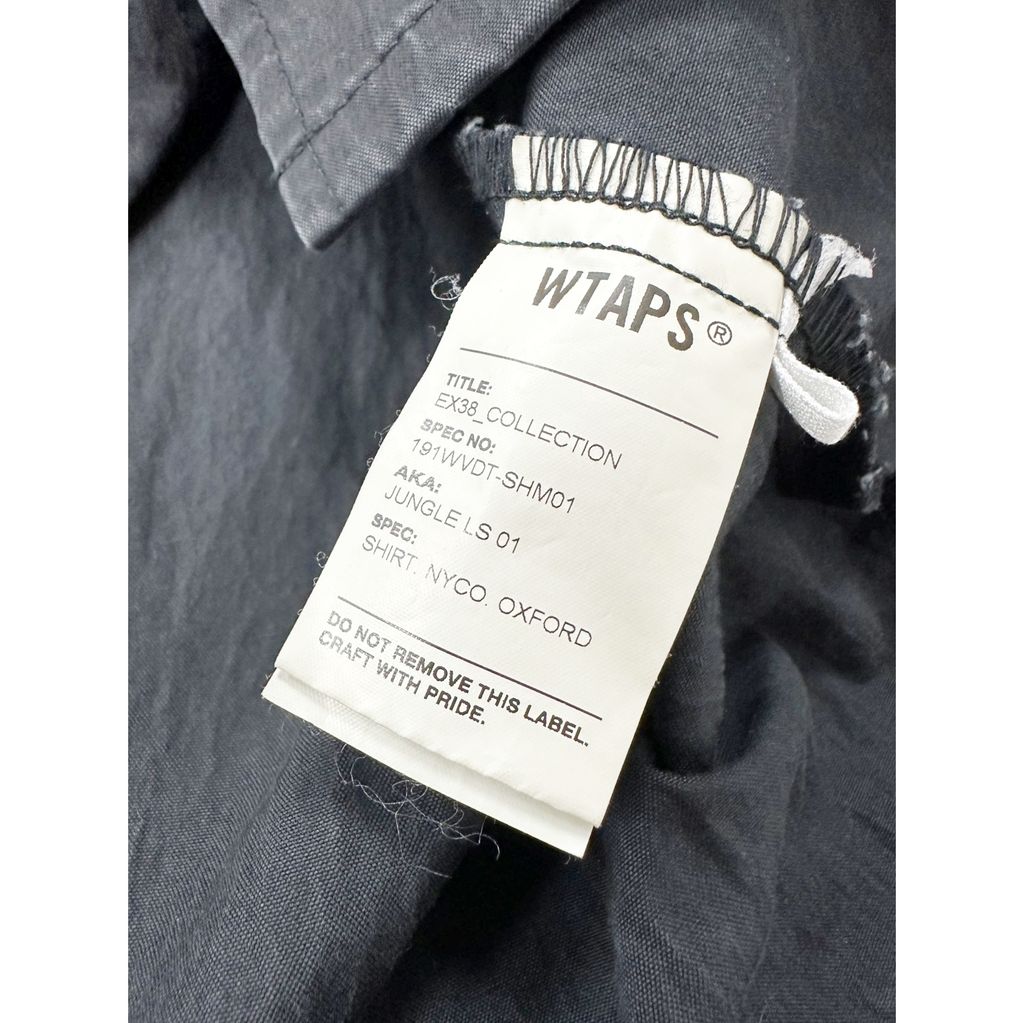 WTAPS®
TITLE:
EX38_COLLECTION
SPEC NO:
191WVDT-SHM01
AKA:
JUNGLE LS 01
SPEC:
SHIRT. NYCO. OXFORD
DO NOT REMOVE THIS LABEL.
CRAFT WITH PRIDE.